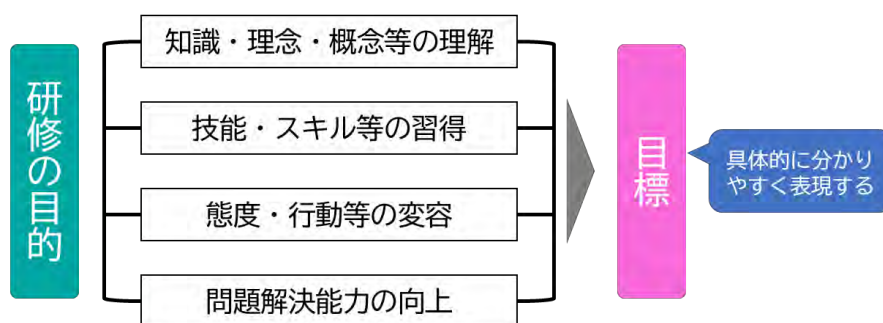 研修の目的
知識・理念・概念等の理解
技能・スキル等の習得
態度・行動等の変容
問題解決能力の向上
目標
具体的に分かり
やすく表現する